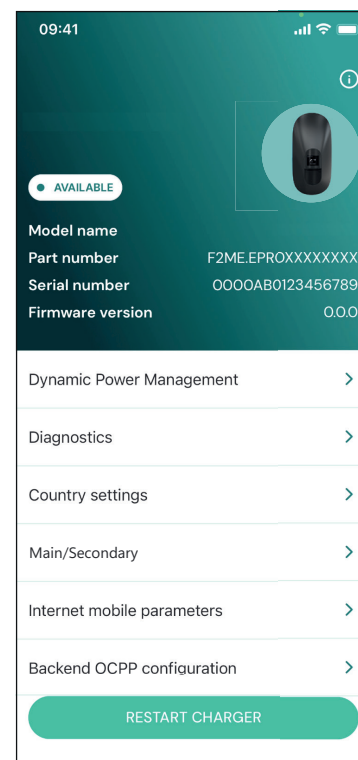 09:41
AVAILABLE
Model name
Part number F2ME.EPROXXXXXXXX
Serial number 0000AB0123456789
Firmware version 0.0.0
Dynamic Power Management
Diagnostics
Country settings
Main/Secondary
Internet mobile parameters
Backend OCPP configuration
RESTART CHARGER